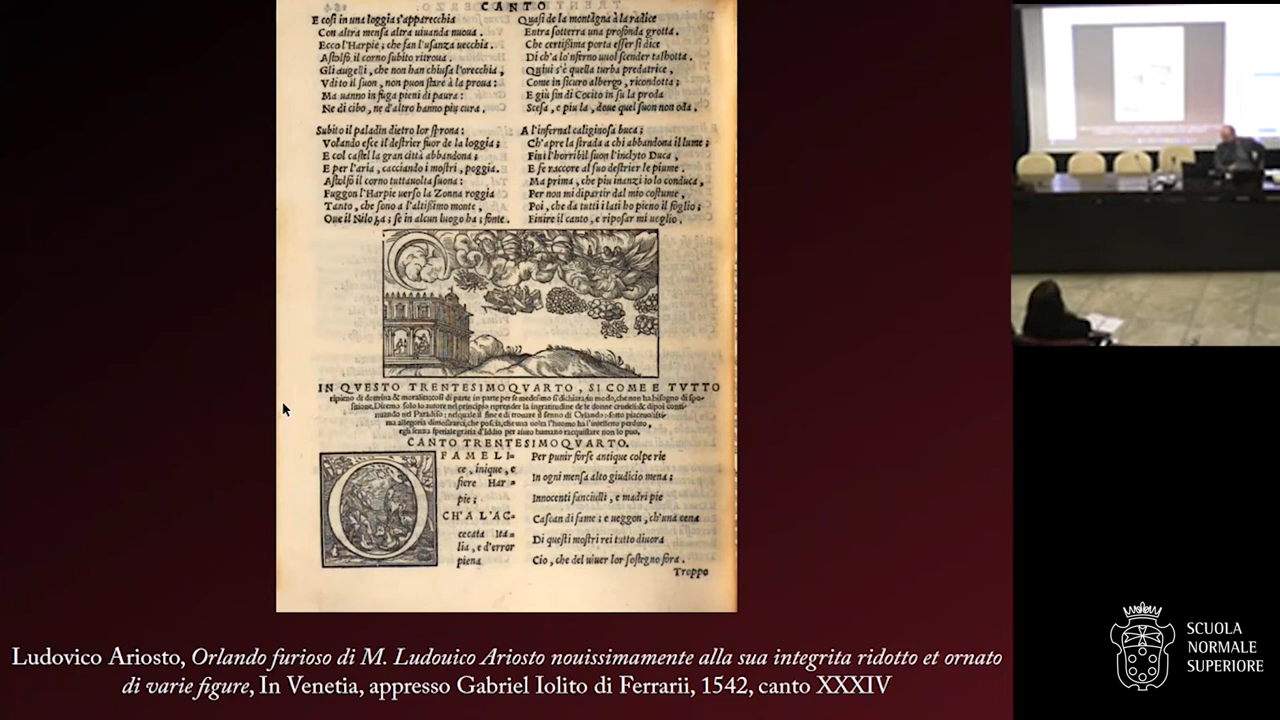 CANTO
E così in una loggia s'apparecchia
Con altra mensa altra uiuanda nuoua.
Ecco l'Harpie; che fan l'usanza uecchia.
Astolfo il corno subito ritroua.
Gli augelli, che non han chiusa l'orecchia,
Vdito il suon, non puon stare à la proua:
Ma uanno in fuga pieni di paura:
Ne di cibo, ne d'altro hanno piu cura.
Subito il paladin dietro lor sprona:
Volando esce il destrier fuor de la loggia;
E col castel la gran città abbandona;
E per l'aria, cacciando i mostri, poggia.
Astolfo il corno tuttauolta suona:
Fuggon l'Harpie uerso la Zonna roggia
Tanto, che sono a l'altißimo monte,
Oue il Nilo ha; se in alcun luogo ha; fonte.
Quasi de la montagna à la radice
Entra sotterra una profonda grotta.
Che certißima porta esser si dice
Di ch'a lo'nferno uuol scender talhotta.
Quiui s'è quella turba predatrice,
Come in sicuro albergo, ricondotta;
E giù sin di Cocito in su la proda
Scesa, e piu la, doue quel suon non oda.
A l'infernal caliginosa buca;
Ch'apre la strada a chi abbandona il lume;
Finì l'horribil suon l'inclyto Duca,
E fe raccore al suo destrier le piume.
Ma prima, che piu inanzi io lo conduca,
Per non mi dipartir dal mio costume,
Poi, che da tutti i lati ho pieno il foglio;
Finire il canto, e riposar mi ueglio.
IN QVESTO TRENTESIMOQVARTO, SI COME E TVTTO
CANTO TRENTESIMOQVARTO.
O FAMELI=
ce, inique, e
fiere Har=
pie;
CH'A L'AC=
cecata Ita=
lia, e d'error
piena
Per punir forse antique colpe rie
In ogni mensa alto giudicio mena;
Innocenti fanciulli, e madri pie
Cascan di fame; e ueggon, ch'una cena
Di questi mostri rei tutto diuora
Cio, che del uiuer lor sostegno fora.
Troppo
Ludovico Ariosto, Orlando furioso di M. Ludouico Ariosto nouissimamente alla sua integrita ridotto et ornato
di varie figure, In Venetia, appresso Gabriel Iolito di Ferrarii, 1542, canto XXXIV
SCUOLA
NORMALE
SUPERIORE